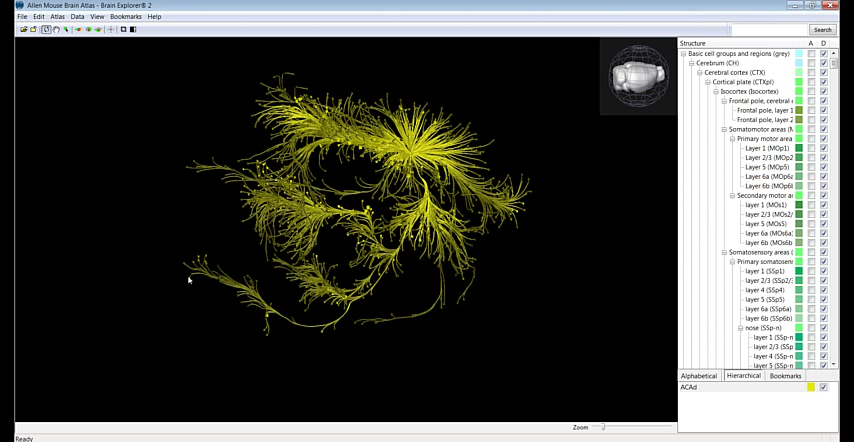 Allen Mouse Brain Atlas - Brain Explorer® 2
File Edit Atlas Data View Bookmarks Help
Search
Structure A D
Basic cell groups and regions (grey)
Cerebrum (CH)
Cerebral cortex (CTX)
Cortical plate (CTXpl)
Isocortex (Isocortex)
Frontal pole, cerebral
Frontal pole, layer 1
Frontal pole, layer 2
Somatomotor areas (M
Primary motor area
Layer 1 (MOp1)
Layer 2/3 (MOp2
Layer 5 (MOp5)
Layer 6a (MOp6a
Layer 6b (MOp6b
Secondary motor ar
layer 1 (MOs1)
layer 2/3 (MOs2/
layer 5 (MOs5)
layer 6a (MOs6a
layer 6b (MOs6b
Somatosensory areas (
Primary somatosens
layer 1 (SSp1)
layer 2/3 (SSp2/3
layer 4 (SSp4)
layer 5 (SSp5)
layer 6a (SSp6a)
layer 6b (SSp6b)
nose (SSp-n)
layer 1 (SSp-n
layer 2/3 (SSp
layer 4 (SSp-n
layer 5 (SSp-n
Alphabetical Hierarchical Bookmarks
ACAd
Zoom
Ready